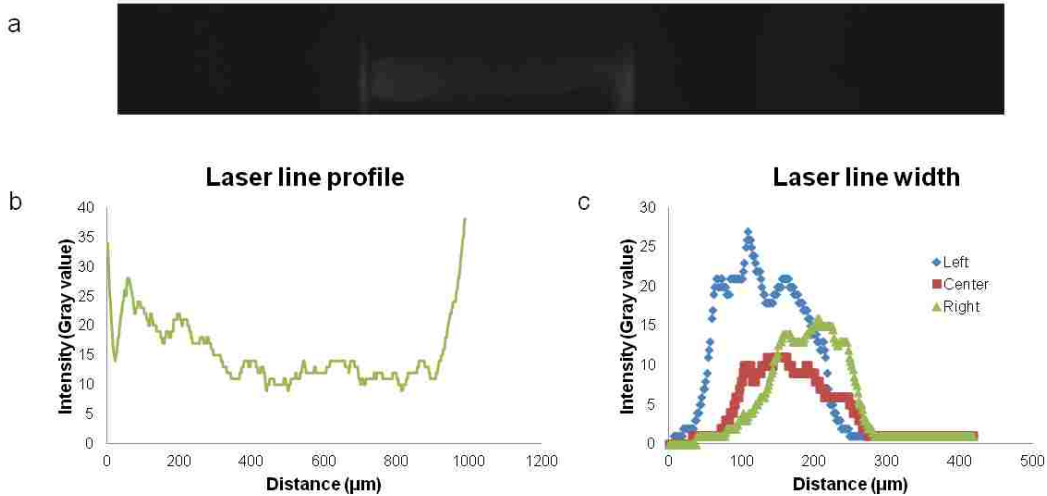 a
Laser line profile
b
Intensity (Gray value)
40
35
30
25
20
15
10
5
0
0 200 400 600 800 1000 1200
Distance (µm)
Laser line width
c
Intensity (Gray value)
30
25
20
15
10
5
0
0 100 200 300 400 500
Distance (µm)
Left
Center
Right